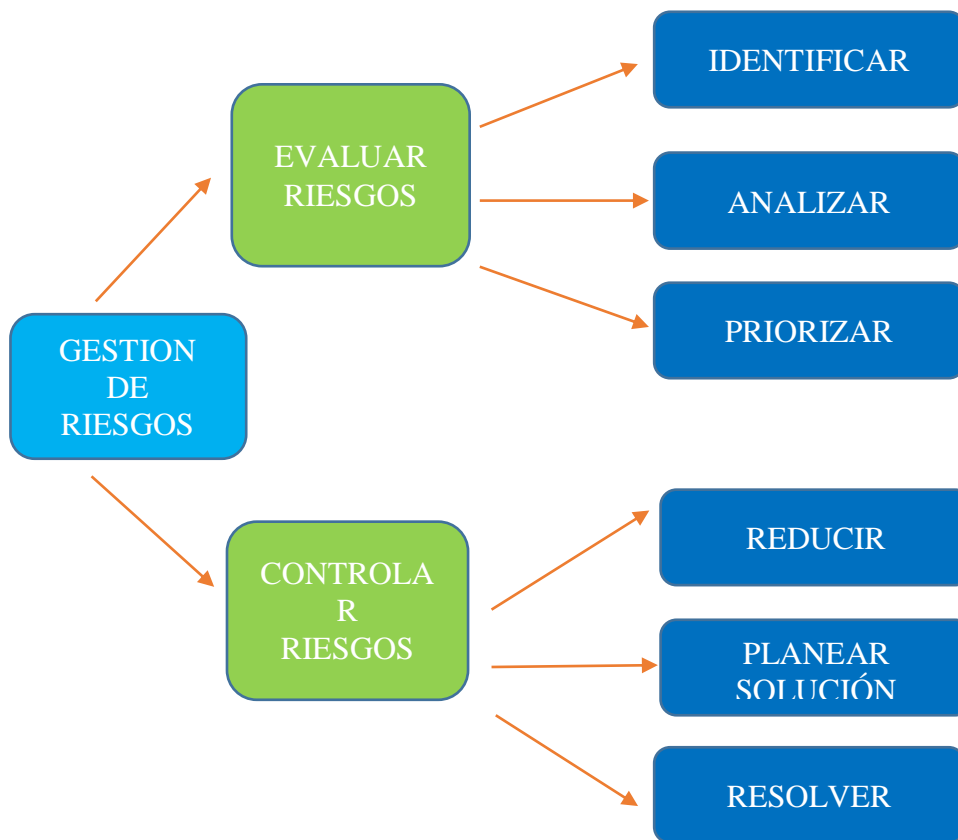 IDENTIFICAR
EVALUAR
RIESGOS
ANALIZAR
PRIORIZAR
GESTION
DE
RIESGOS
REDUCIR
CONTROLA
R
RIESGOS
PLANEAR
SOLUCIÓN
RESOLVER